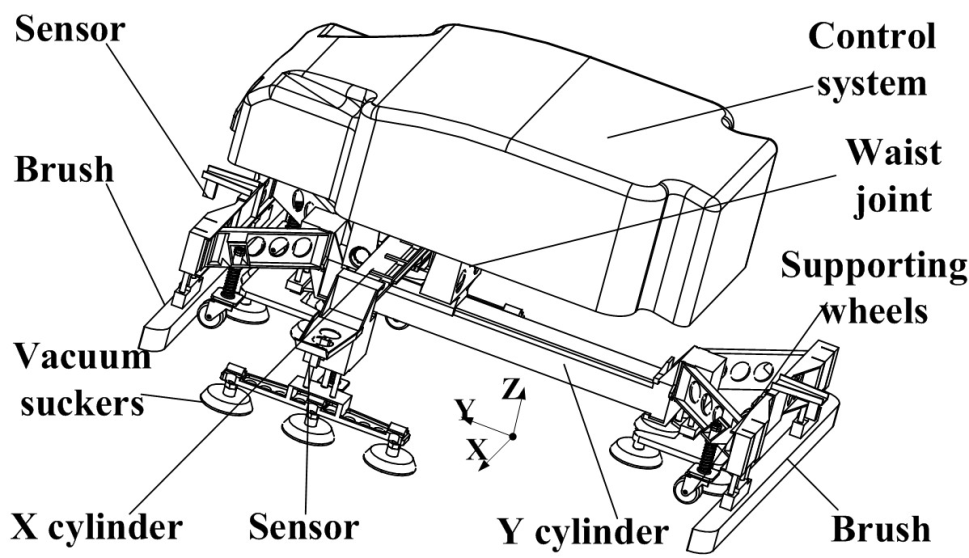 Sensor
Control
system
Brush
Waist
joint
Supporting
wheels
Vacuum
suckers
Z
Y
X
X cylinder
Sensor
Y cylinder
Brush